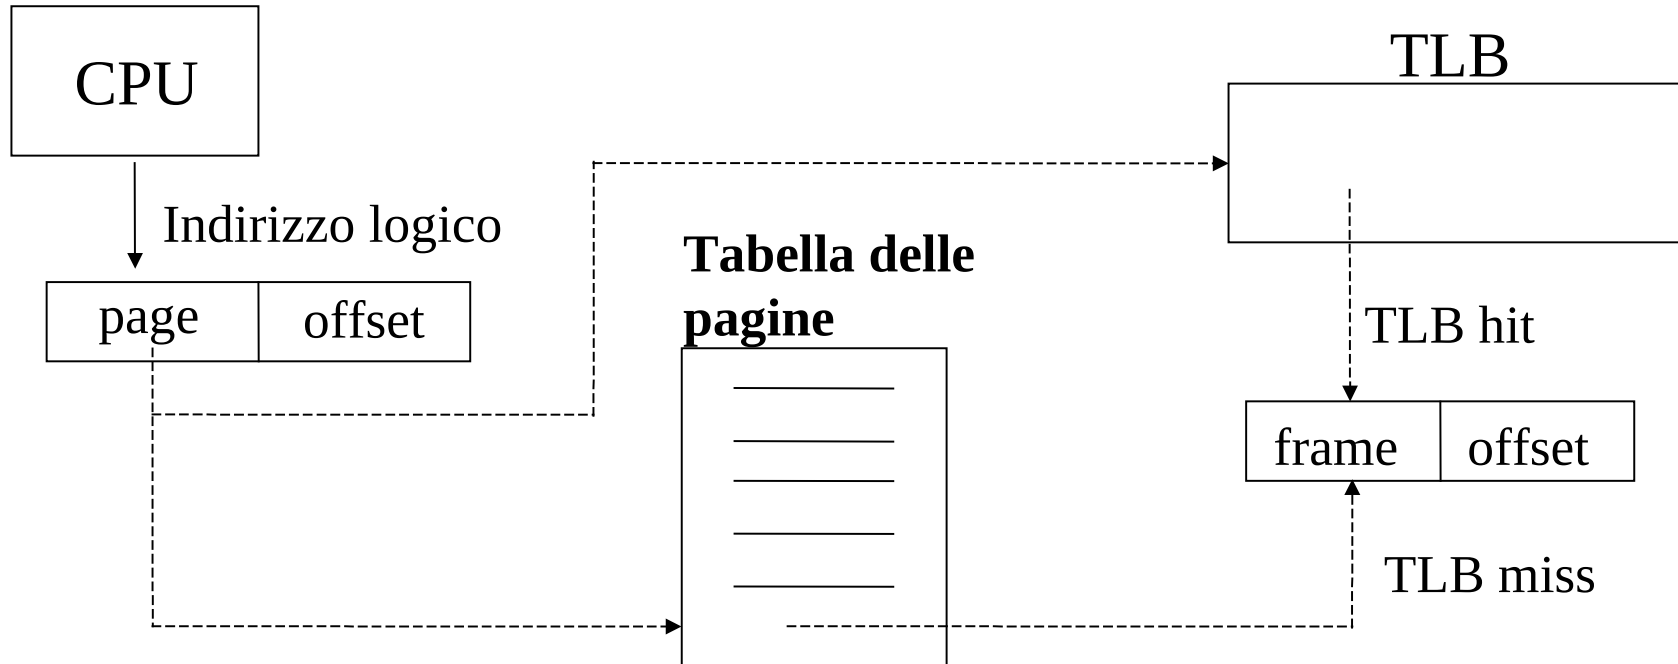 CPU
TLB
Indirizzo logico
Tabella delle
pagine
page
offset
TLB hit
frame
offset
TLB miss